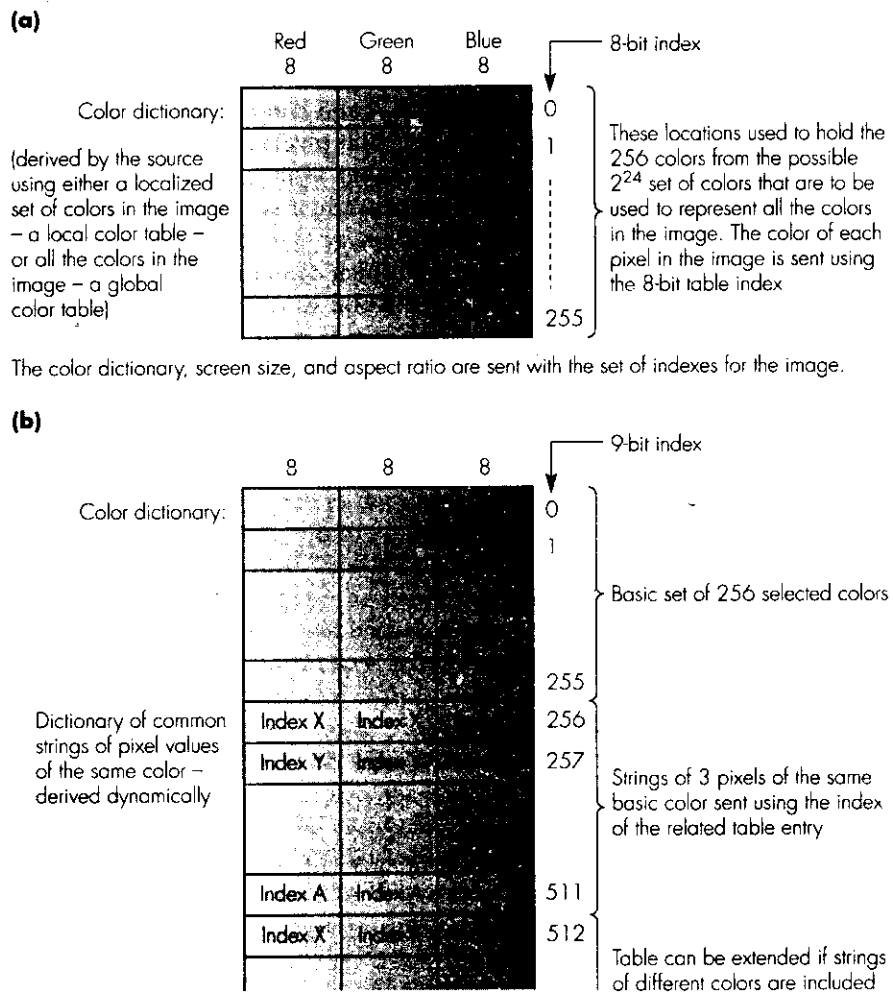 (a)
Red
Green
Blue
8
8
8
8-bit index
Color dictionary:
(derived by the source
using either a localized
set of colors in the image
– a local color table –
or all the colors in the
image – a global
color table)
0
1
255
These locations used to hold the
256 colors from the possible
2²⁴ set of colors that are to be
used to represent all the colors
in the image. The color of each
pixel in the image is sent using
the 8-bit table index
The color dictionary, screen size, and aspect ratio are sent with the set of indexes for the image.
(b)
8
8
8
9-bit index
Color dictionary:
0
1
255
Basic set of 256 selected colors
Dictionary of common
strings of pixel values
of the same color –
derived dynamically
Index X
Index
256
Index Y
Index
257
Index A
Index
511
Index X
Index
512
Strings of 3 pixels of the same
basic color sent using the index
of the related table entry
Table can be extended if strings
of different colors are included